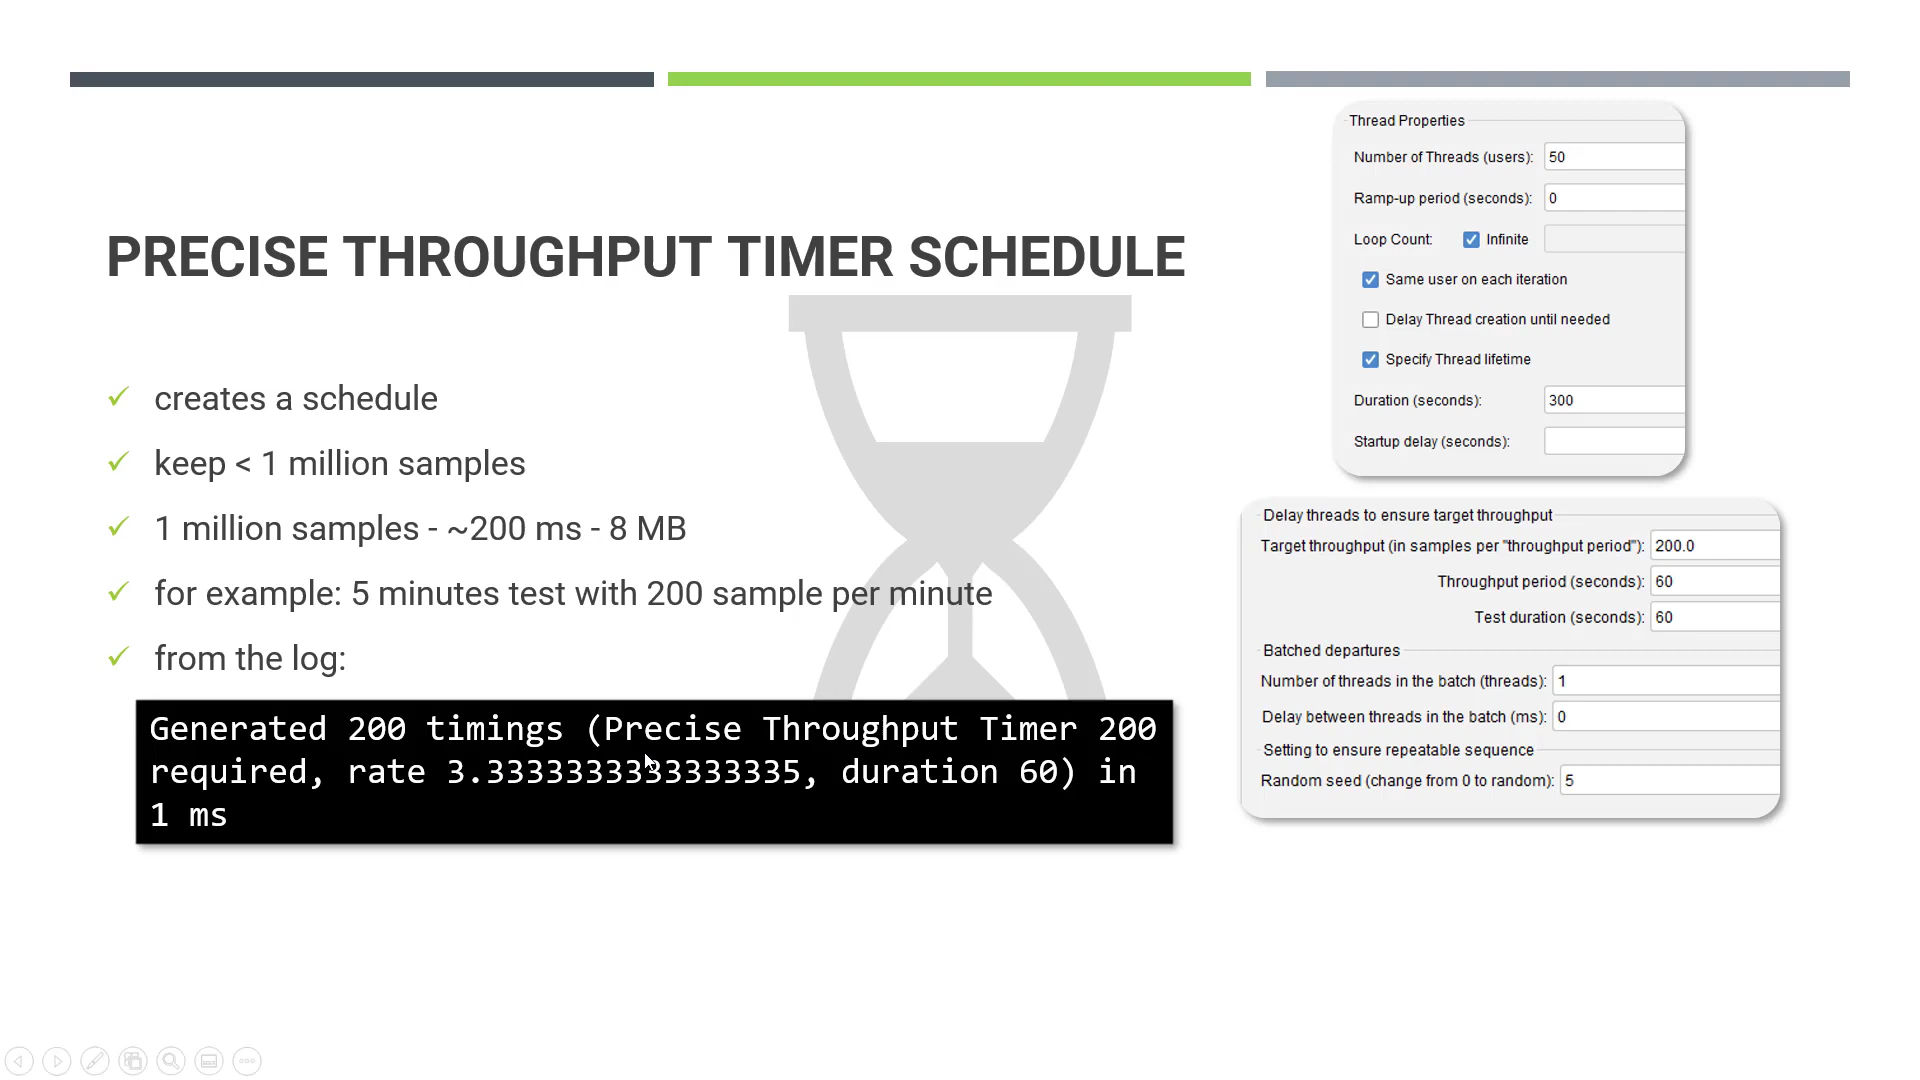 PRECISE THROUGHPUT TIMER SCHEDULE
creates a schedule
keep < 1 million samples
1 million samples - ~200 ms - 8 MB
for example: 5 minutes test with 200 sample per minute
from the log:
Generated 200 timings (Precise Throughput Timer 200
required, rate 3.3333333333333335, duration 60) in
1 ms
Thread Properties
Number of Threads (users): 50
Ramp-up period (seconds): 0
Loop Count: Infinite
Same user on each iteration
Delay Thread creation until needed
Specify Thread lifetime
Duration (seconds): 300
Startup delay (seconds):
Delay threads to ensure target throughput
Target throughput (in samples per "throughput period"): 200.0
Throughput period (seconds): 60
Test duration (seconds): 60
Batched departures
Number of threads in the batch (threads): 1
Delay between threads in the batch (ms): 0
Setting to ensure repeatable sequence
Random seed (change from 0 to random): 5